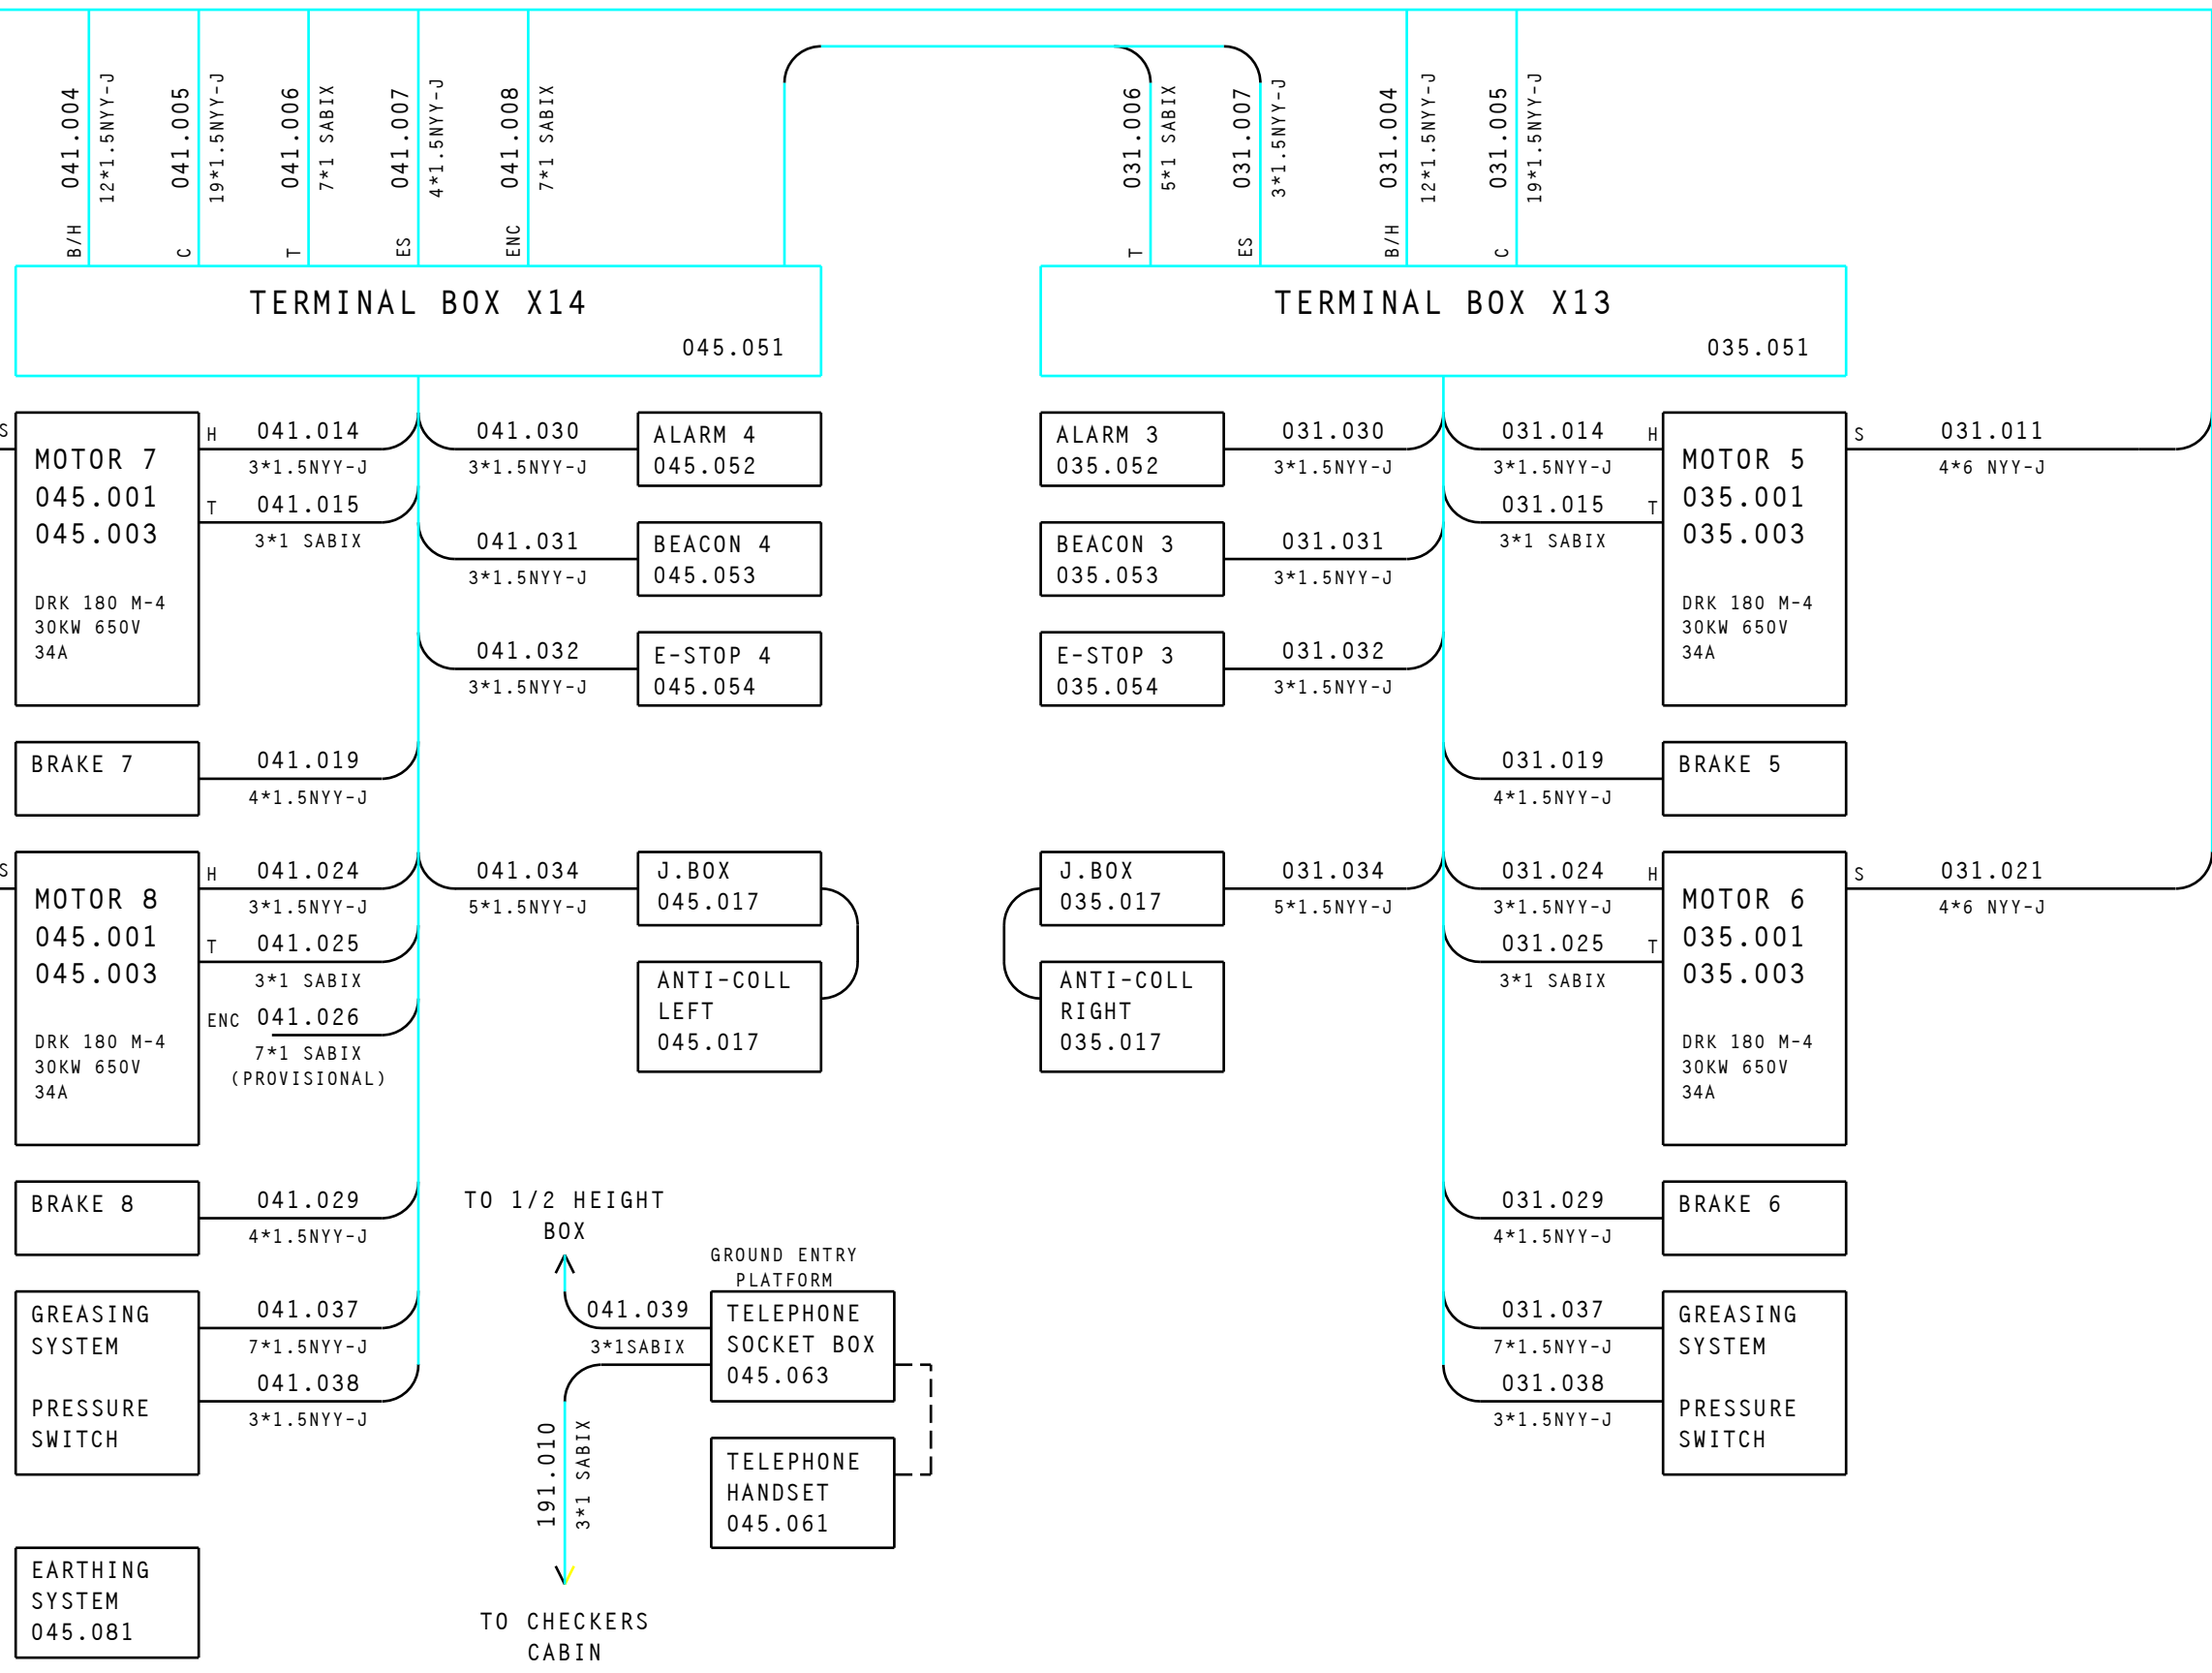 041.004
12*1.5NYY-J
B/H
041.005
19*1.5NYY-J
C
041.006
7*1 SABIX
T
041.007
4*1.5NYY-J
ES
041.008
7*1 SABIX
ENC
031.006
5*1 SABIX
T
031.007
3*1.5NYY-J
ES
031.004
12*1.5NYY-J
B/H
031.005
19*1.5NYY-J
C
TERMINAL BOX X14
045.051
TERMINAL BOX X13
035.051
S
MOTOR 7
045.001
045.003
DRK 180 M-4
30KW 650V
34A
H
041.014
3*1.5NYY-J
T
041.015
3*1 SABIX
041.030
3*1.5NYY-J
ALARM 4
045.052
041.031
3*1.5NYY-J
BEACON 4
045.053
041.032
3*1.5NYY-J
E-STOP 4
045.054
BRAKE 7
041.019
4*1.5NYY-J
S
MOTOR 8
045.001
045.003
DRK 180 M-4
30KW 650V
34A
H
041.024
3*1.5NYY-J
T
041.025
3*1 SABIX
ENC
041.026
7*1 SABIX
(PROVISIONAL)
041.034
5*1.5NYY-J
J.BOX
045.017
ANTI-COLL
LEFT
045.017
BRAKE 8
041.029
4*1.5NYY-J
GREASING
SYSTEM
PRESSURE
SWITCH
041.037
7*1.5NYY-J
041.038
3*1.5NYY-J
EARTHING
SYSTEM
045.081
TO 1/2 HEIGHT
BOX
GROUND ENTRY
PLATFORM
041.039
3*1SABIX
TELEPHONE
SOCKET BOX
045.063
191.010
3*1 SABIX
TELEPHONE
HANDSET
045.061
TO CHECKERS
CABIN
ALARM 3
035.052
031.030
3*1.5NYY-J
BEACON 3
035.053
031.031
3*1.5NYY-J
E-STOP 3
035.054
031.032
3*1.5NYY-J
031.014
3*1.5NYY-J
H
031.015
3*1 SABIX
T
MOTOR 5
035.001
035.003
DRK 180 M-4
30KW 650V
34A
S
031.011
4*6 NYY-J
031.019
4*1.5NYY-J
BRAKE 5
J.BOX
035.017
031.034
5*1.5NYY-J
ANTI-COLL
RIGHT
035.017
031.024
3*1.5NYY-J
H
031.025
3*1 SABIX
T
MOTOR 6
035.001
035.003
DRK 180 M-4
30KW 650V
34A
S
031.021
4*6 NYY-J
031.029
4*1.5NYY-J
BRAKE 6
031.037
7*1.5NYY-J
031.038
3*1.5NYY-J
GREASING
SYSTEM
PRESSURE
SWITCH